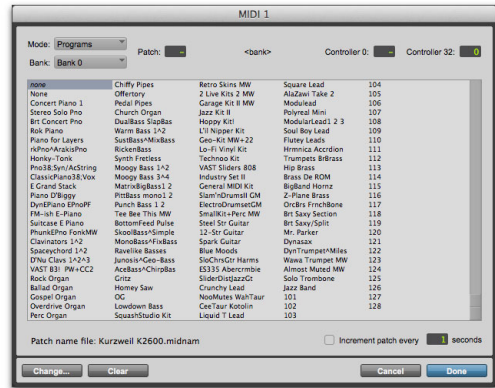 MIDI 1
Mode: Programs
Patch: -
<bank>
Controller 0: -
Controller 32: 0
Bank: Bank 0
none
None
Concert Piano 1
Stereo Solo Pno
Brt Concert Pno
Rok Piano
Piano for Layers
rkPno^ArakisPno
Honky-Tonk
Pno38;Syn/AcString
ClassicPiano38;Vox
E Grand Stack
Piano D'Biggy
DynEPiano EPnoPF
FM-ish E-Piano
Suitcase E Piano
PhunkEPno FonkMW
Clavinators 1^2
Spaceychord 1^2
D'Nu Clavs 1^2^3
VAST B3! PW+CC2
Rock Organ
Ballad Organ
Gospel Organ
Overdrive Organ
Perc Organ
Chiffy Pipes
Offertory
Pedal Pipes
Church Organ
DualBass SlapBas
Warm Bass 1^2
SustBass^MixBass
RickenBass
Synth Fretless
Moogy Bass 1^2
Moogy Bass 3^4
MatrixBigBass1 2
PittBass mono1 2
Punch Bass 1 2
Tee Bee This MW
BottomFeed Pulse
SkoolBass^Simple
MonoBass^FixBass
Ravelike Basses
Junosis^Geo-Bass
AceBass^ChirpBas
Gritz
Homey Saw
OG
Lowdown Bass
SquashStudio Kit
Retro Skins MW
2 Live Kits 2 MW
Garage Kit II MW
Jazz Kit II
Hoppy Kit!
L'il Nipper Kit
Geo-Kit MW+22
Lo-Fi Vinyl Kit
Technoo Kit
VAST Sliders 808
Industry Set II
General MIDI Kit
Slam'nDrumsII GM
ElectroDrumsetGM
SmallKit+Perc MW
Steel Str Guitar
12-Str Guitar
Spark Guitar
Blue Moods
SloChrsGtr Harms
ES335 Abercrmbie
SliderDistJazzGt
Crunchy Lead
NooMutes WahTaur
CeeTaur Kotolin
Liquid T Lead
Square Lead
AlaZawi Take 2
Modulead
Polyreal Mini
ModularLead1 2 3
Soul Boy Lead
Flutey Leads
Hrmnica Accrdion
Trumpets BrBrass
Hip Brass
Brass De ROM
BigBand Hornz
Z-Plane Brass
OrcBrs FrnchBone
Brt Saxy Section
Brt Saxy/Split
Mr. Parker
Dynasax
DynTrumpet^Miles
Wawa Trumpet MW
Almost Muted MW
Solo Trombone
Jazz Band
101
102
103
104
105
106
107
108
109
110
111
112
113
114
115
116
117
118
119
120
121
122
123
124
125
126
127
128
Patch name file: Kurzweil K2600.midnam
Increment patch every 1 seconds
Change...
Clear
Cancel
Done